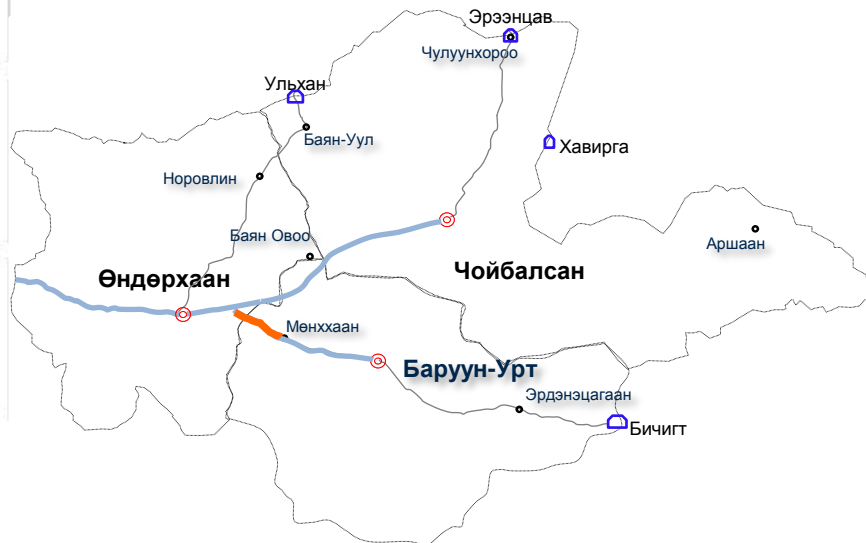 Эрээнцав
Чулуунхороо
Ульхан
Баян-Уул
Хавирга
Норовлин
Баян Овоо
Аршаан
Өндөрхаан
Чойбалсан
Мөнххаан
Баруун-Урт
Эрдэнэцагаан
Бичигт